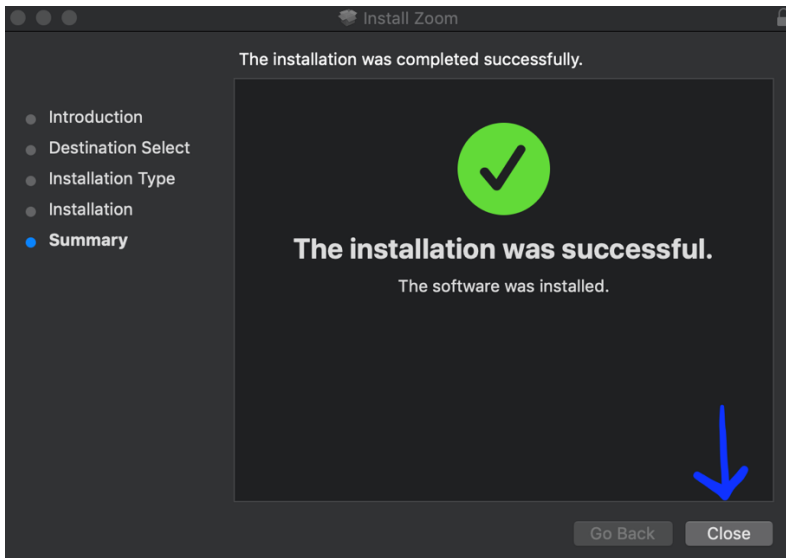 Install Zoom
The installation was completed successfully.
Introduction
Destination Select
Installation Type
Installation
Summary
The installation was successful.
The software was installed.
Go Back
Close